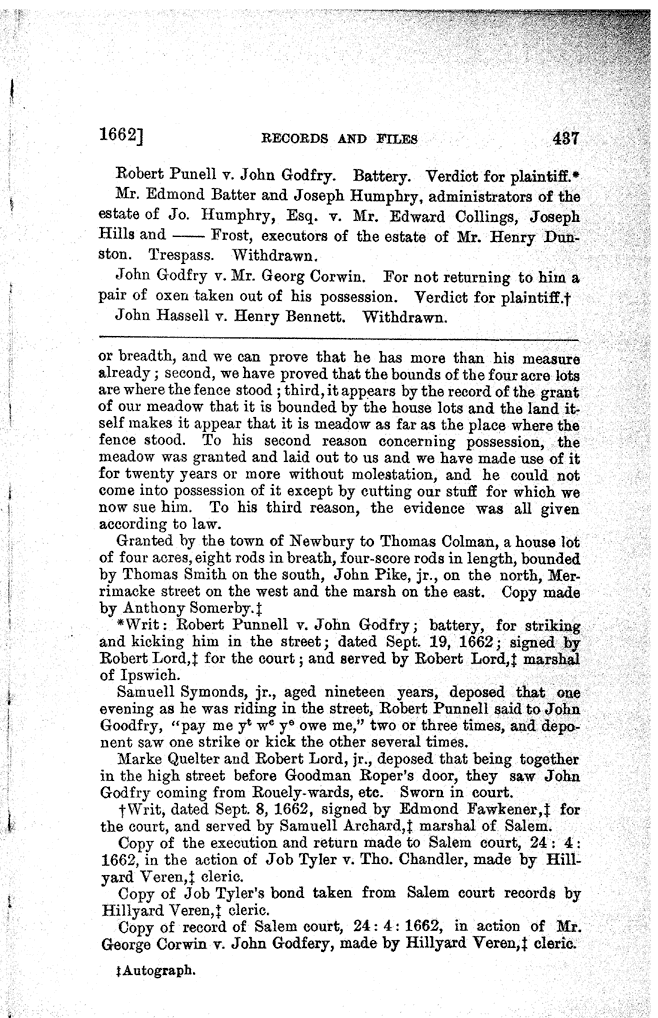 1662] RECORDS AND FILES 437
Robert Punell v. John Godfry. Battery. Verdict for plaintiff.*
Mr. Edmond Batter and Joseph Humphry, administrators of the
estate of Jo. Humphry, Esq. v. Mr. Edward Collings, Joseph
Hills and —— Frost, executors of the estate of Mr. Henry Dun-
ston. Trespass. Withdrawn.
John Godfry v. Mr. Georg Corwin. For not returning to him a
pair of oxen taken out of his possession. Verdict for plaintiff.†
John Hassell v. Henry Bennett. Withdrawn.
or breadth, and we can prove that he has more than his measure
already; second, we have proved that the bounds of the four acre lots
are where the fence stood; third, it appears by the record of the grant
of our meadow that it is bounded by the house lots and the land it-
self makes it appear that it is meadow as far as the place where the
fence stood. To his second reason concerning possession, the
meadow was granted and laid out to us and we have made use of it
for twenty years or more without molestation, and he could not
come into possession of it except by cutting our stuff for which we
now sue him. To his third reason, the evidence was all given
according to law.
Granted by the town of Newbury to Thomas Colman, a house lot
of four acres, eight rods in breath, four-score rods in length, bounded
by Thomas Smith on the south, John Pike, jr., on the north, Mer-
rimacke street on the west and the marsh on the east. Copy made
by Anthony Somerby.‡
*Writ: Robert Punnell v. John Godfry; battery, for striking
and kicking him in the street; dated Sept. 19, 1662; signed by
Robert Lord,‡ for the court; and served by Robert Lord,‡ marshal
of Ipswich.
Samuell Symonds, jr., aged nineteen years, deposed that one
evening as he was riding in the street, Robert Punnell said to John
Goodfry, "pay me yᵗ wᶜ yᵉ owe me," two or three times, and depo-
nent saw one strike or kick the other several times.
Marke Quelter and Robert Lord, jr., deposed that being together
in the high street before Goodman Roper's door, they saw John
Godfry coming from Rouely-wards, etc. Sworn in court.
†Writ, dated Sept. 8, 1662, signed by Edmond Fawkener,‡ for
the court, and served by Samuell Archard,‡ marshal of Salem.
Copy of the execution and return made to Salem court, 24: 4:
1662, in the action of Job Tyler v. Tho. Chandler, made by Hill-
yard Veren,‡ cleric.
Copy of Job Tyler's bond taken from Salem court records by
Hillyard Veren,‡ cleric.
Copy of record of Salem court, 24: 4: 1662, in action of Mr.
George Corwin v. John Godfery, made by Hillyard Veren,‡ cleric.
‡Autograph.